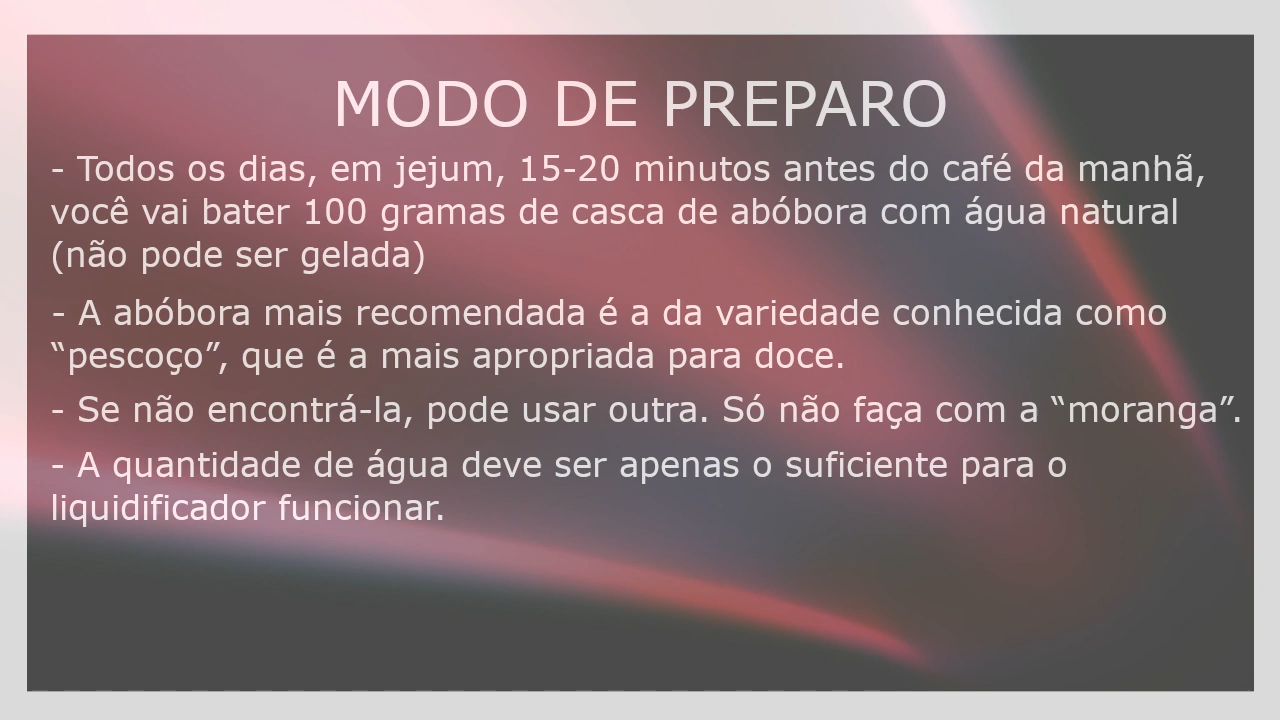 MODO DE PREPARO
- Todos os dias, em jejum, 15-20 minutos antes do café da manhã,
você vai bater 100 gramas de casca de abóbora com água natural
(não pode ser gelada)
- A abóbora mais recomendada é a da variedade conhecida como
“pescoço”, que é a mais apropriada para doce.
- Se não encontrá-la, pode usar outra. Só não faça com a “moranga”.
- A quantidade de água deve ser apenas o suficiente para o
liquidificador funcionar.